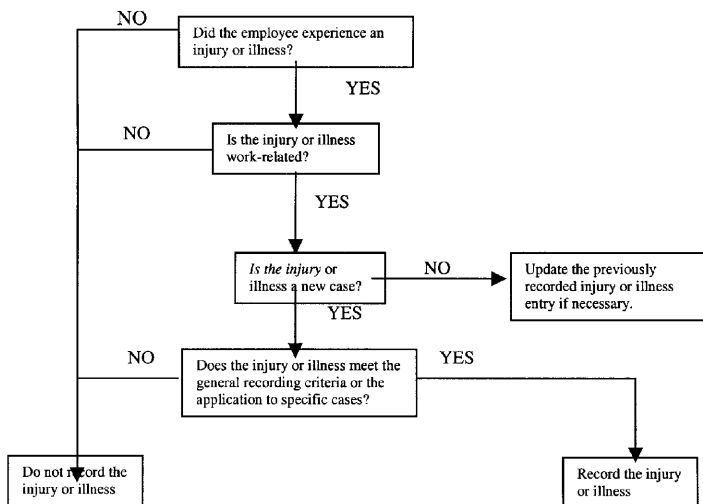 NO
Did the employee experience an
injury or illness?
YES
NO
Is the injury or illness
work-related?
YES
Is the injury or
illness a new case?
NO
Update the previously
recorded injury or illness
entry if necessary.
YES
NO
Does the injury or illness meet the
general recording criteria or the
application to specific cases?
YES
Do not record the
injury or illness
Record the injury
or illness